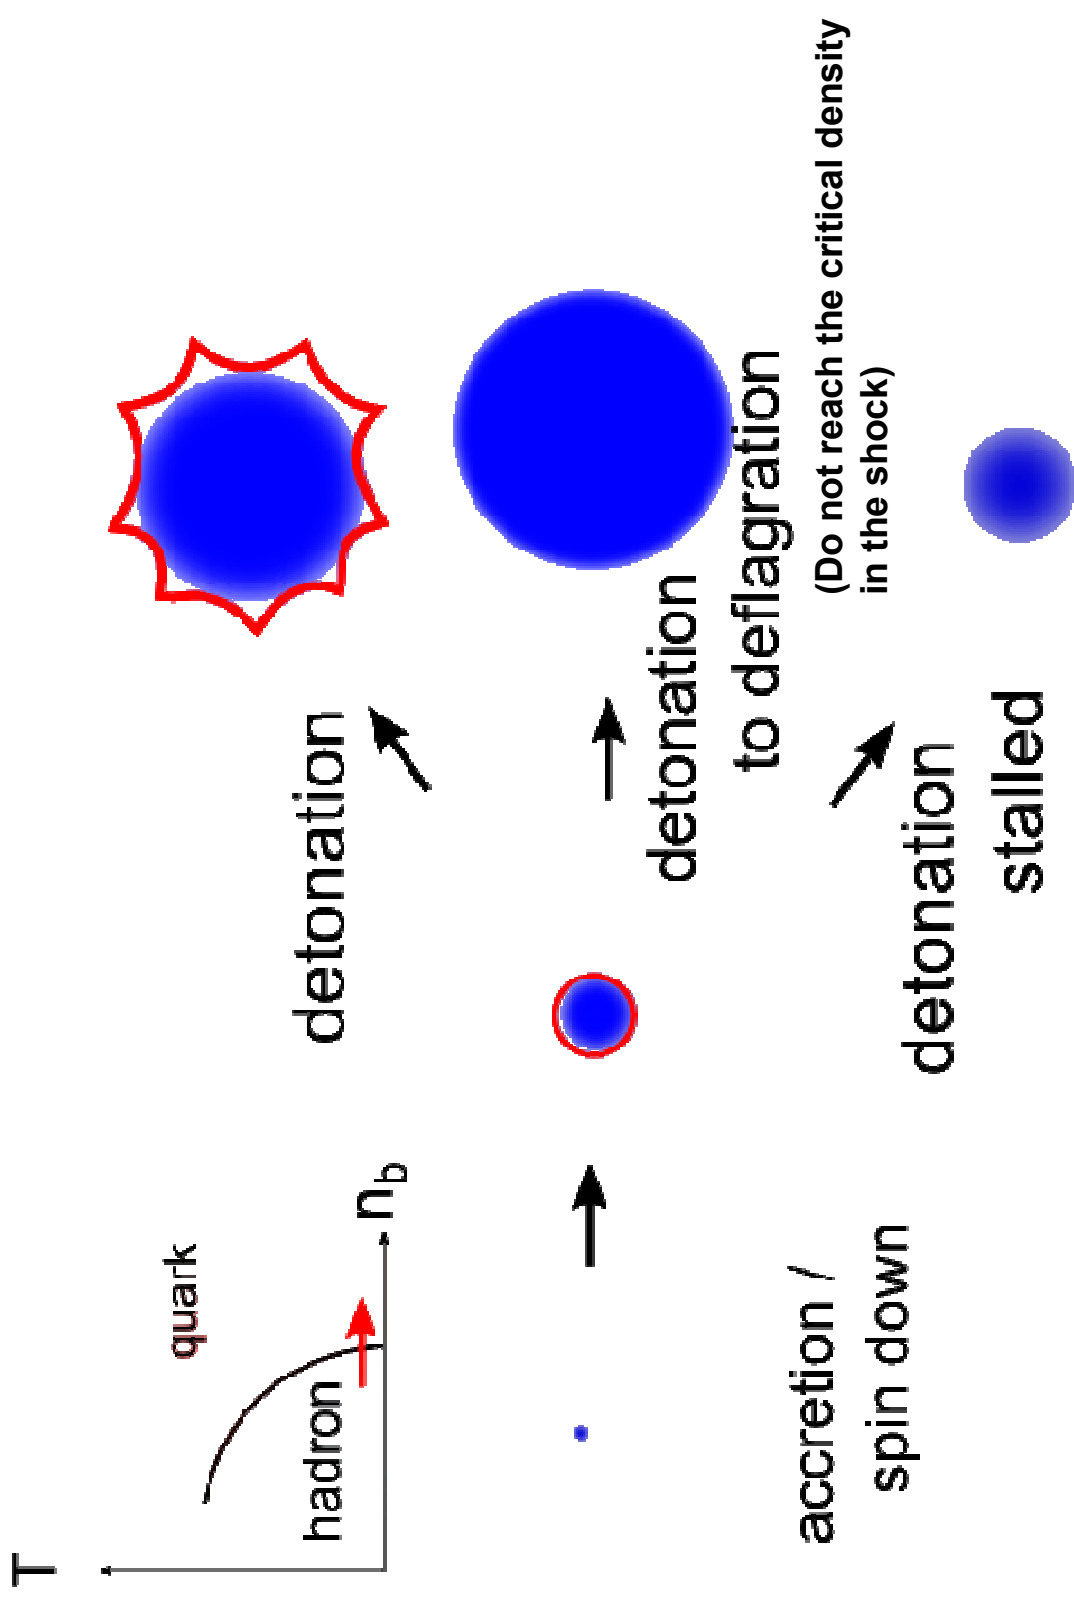 T
quark
hadron
n_b
accretion /
spin down
detonation
detonation
to deflagration
(Do not reach the critical density
in the shock)
detonation
stalled